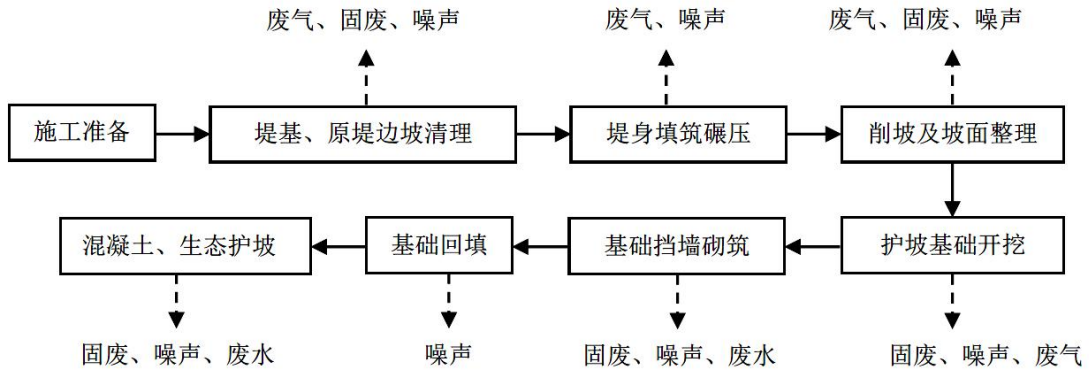 废气、固废、噪声
废气、噪声
废气、固废、噪声
施工准备
堤基、原堤边坡清理
堤身填筑碾压
削坡及坡面整理
混凝土、生态护坡
基础回填
基础挡墙砌筑
护坡基础开挖
固废、噪声、废水
噪声
固废、噪声、废水
固废、噪声、废气